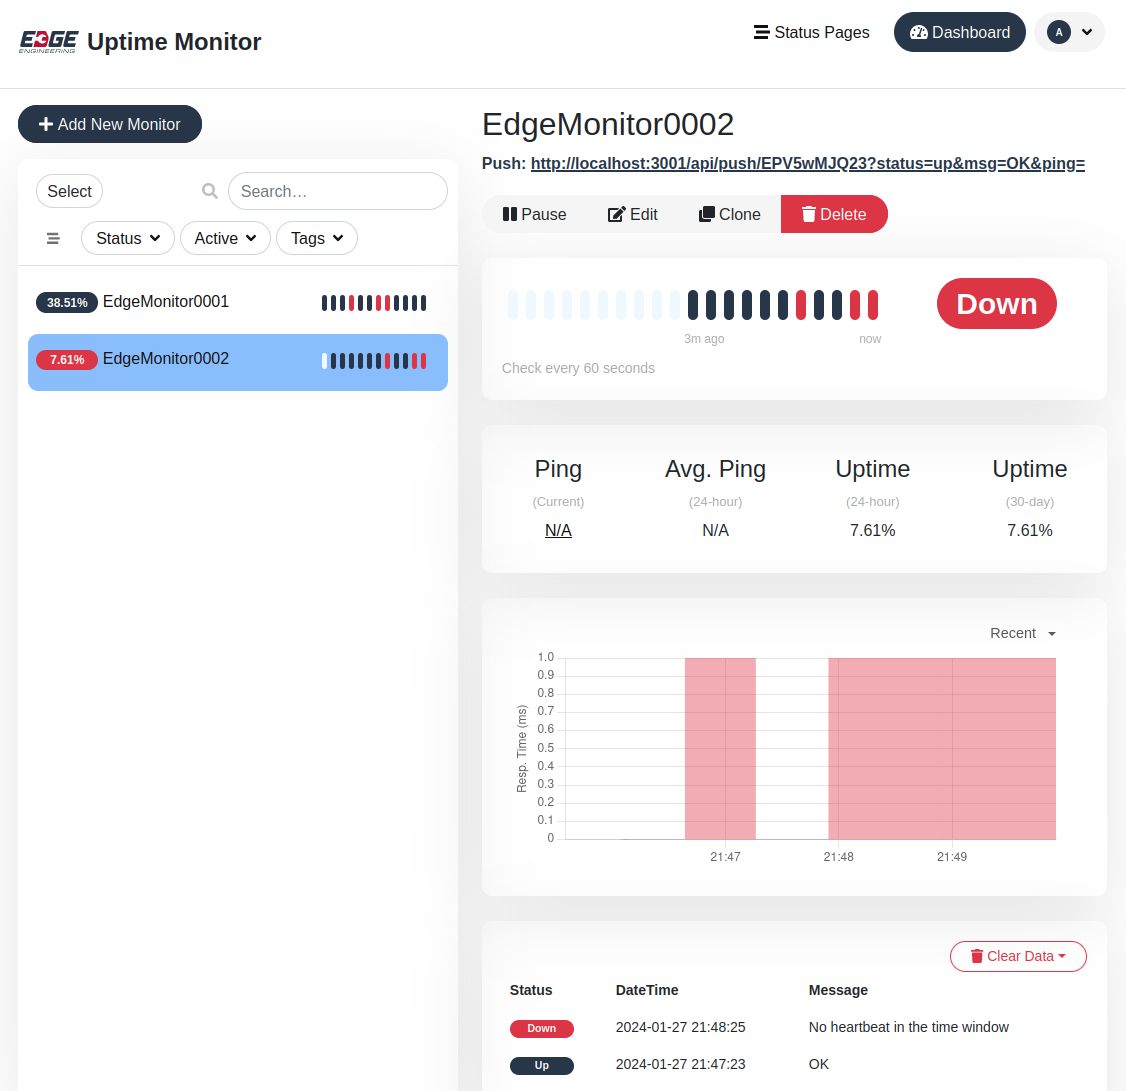 EDGE
ENGINEERING
Uptime Monitor
Status Pages
Dashboard
A
Add New Monitor
Select
Search…
Status
Active
Tags
38.51% EdgeMonitor0001
7.61% EdgeMonitor0002
EdgeMonitor0002
Push: http://localhost:3001/api/push/EPV5wMJQ23?status=up&msg=OK&ping=
Pause
Edit
Clone
Delete
Down
3m ago
now
Check every 60 seconds
Ping
(Current)
N/A
Avg. Ping
(24-hour)
N/A
Uptime
(24-hour)
7.61%
Uptime
(30-day)
7.61%
Recent
Resp. Time (ms)
1.0
0.9
0.8
0.7
0.6
0.5
0.4
0.3
0.2
0.1
0
21:47
21:48
21:49
Clear Data
Status DateTime Message
Down 2024-01-27 21:48:25 No heartbeat in the time window
Up 2024-01-27 21:47:23 OK